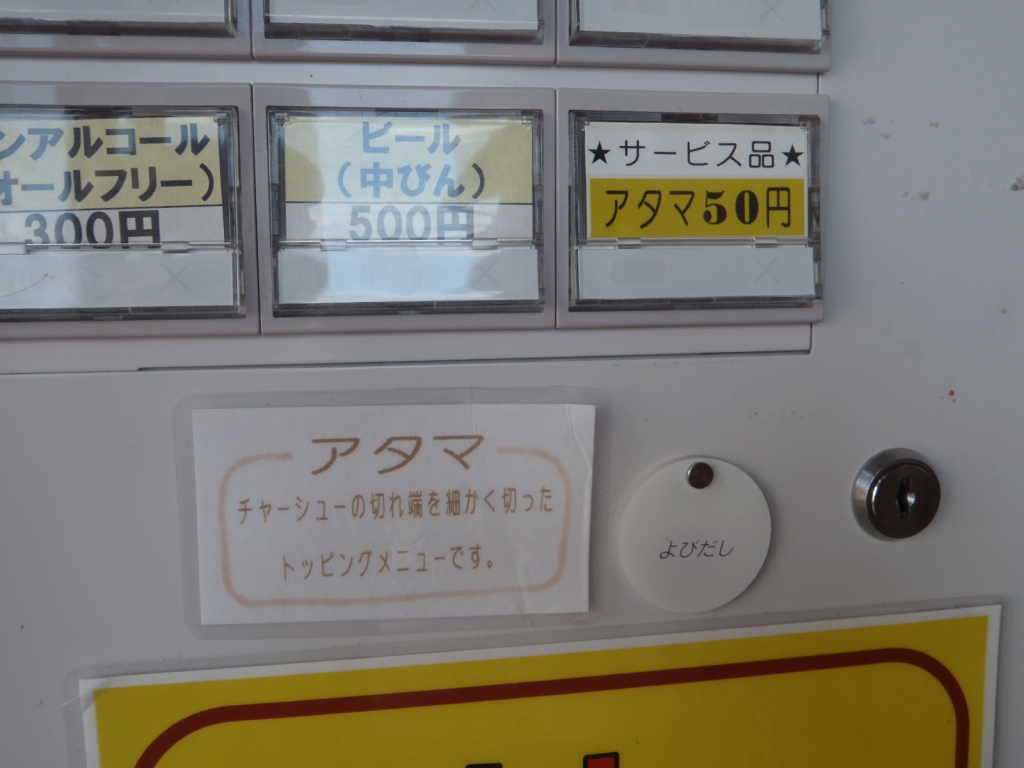 ンアルコール
オールフリー）
300円
ビール
（中びん）
500円
★サービス品★
アタマ50円
アタマ
チャーシューの切れ端を細かく切った
トッピングメニューです。
よびだし